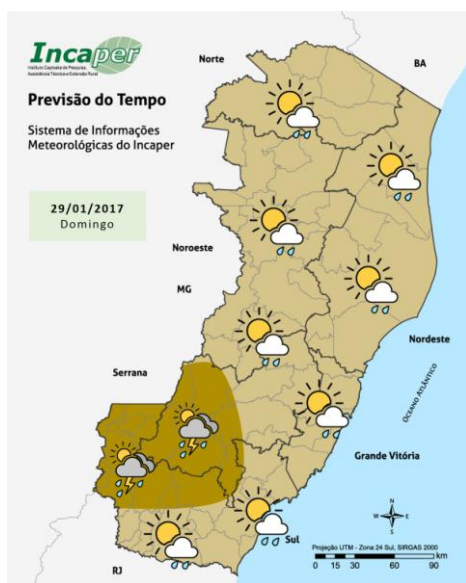 Incaper
Instituto Capixaba de Pesquisa,
Assistência Técnica e Extensão Rural
Norte
BA
Previsão do Tempo
Sistema de Informações
Meteorológicas do Incaper
29/01/2017
Domingo
Noroeste
MG
Nordeste
Serrana
OCEANO ATLÂNTICO
Grande Vitória
N
W
E
S
Sul
Projeção UTM - Zona 24 Sul, SIRGAS 2000
0 15 30 60 90
km
RJ